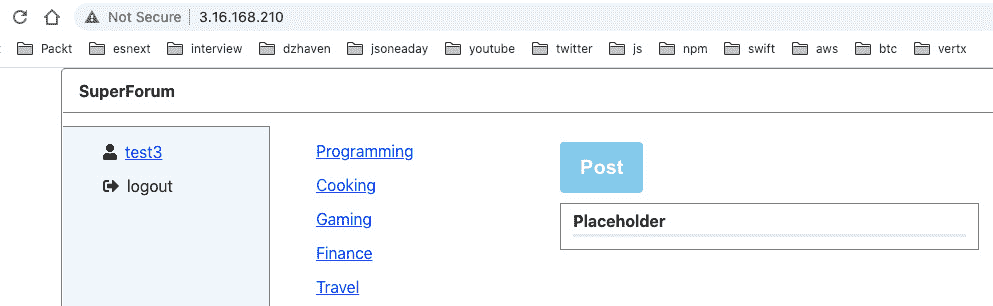 Not Secure 3.16.168.210
Packt esnext interview dzhaven jsoneaday youtube twitter js npm swift aws btc vertx
SuperForum
test3
logout
Programming
Cooking
Gaming
Finance
Travel
Post
Placeholder